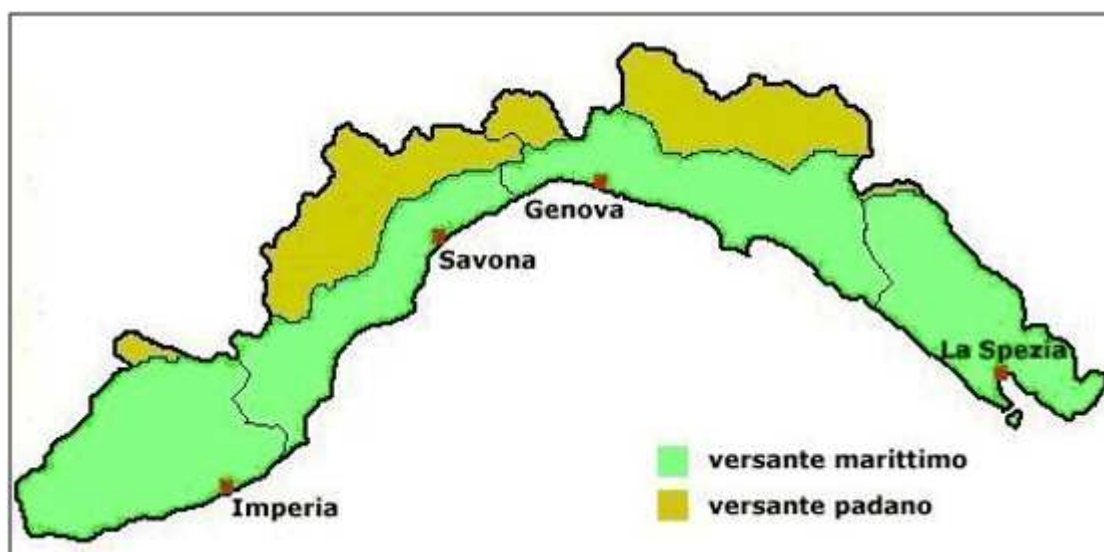 Genova
Savona
La Spezia
Imperia
versante marittimo
versante padano